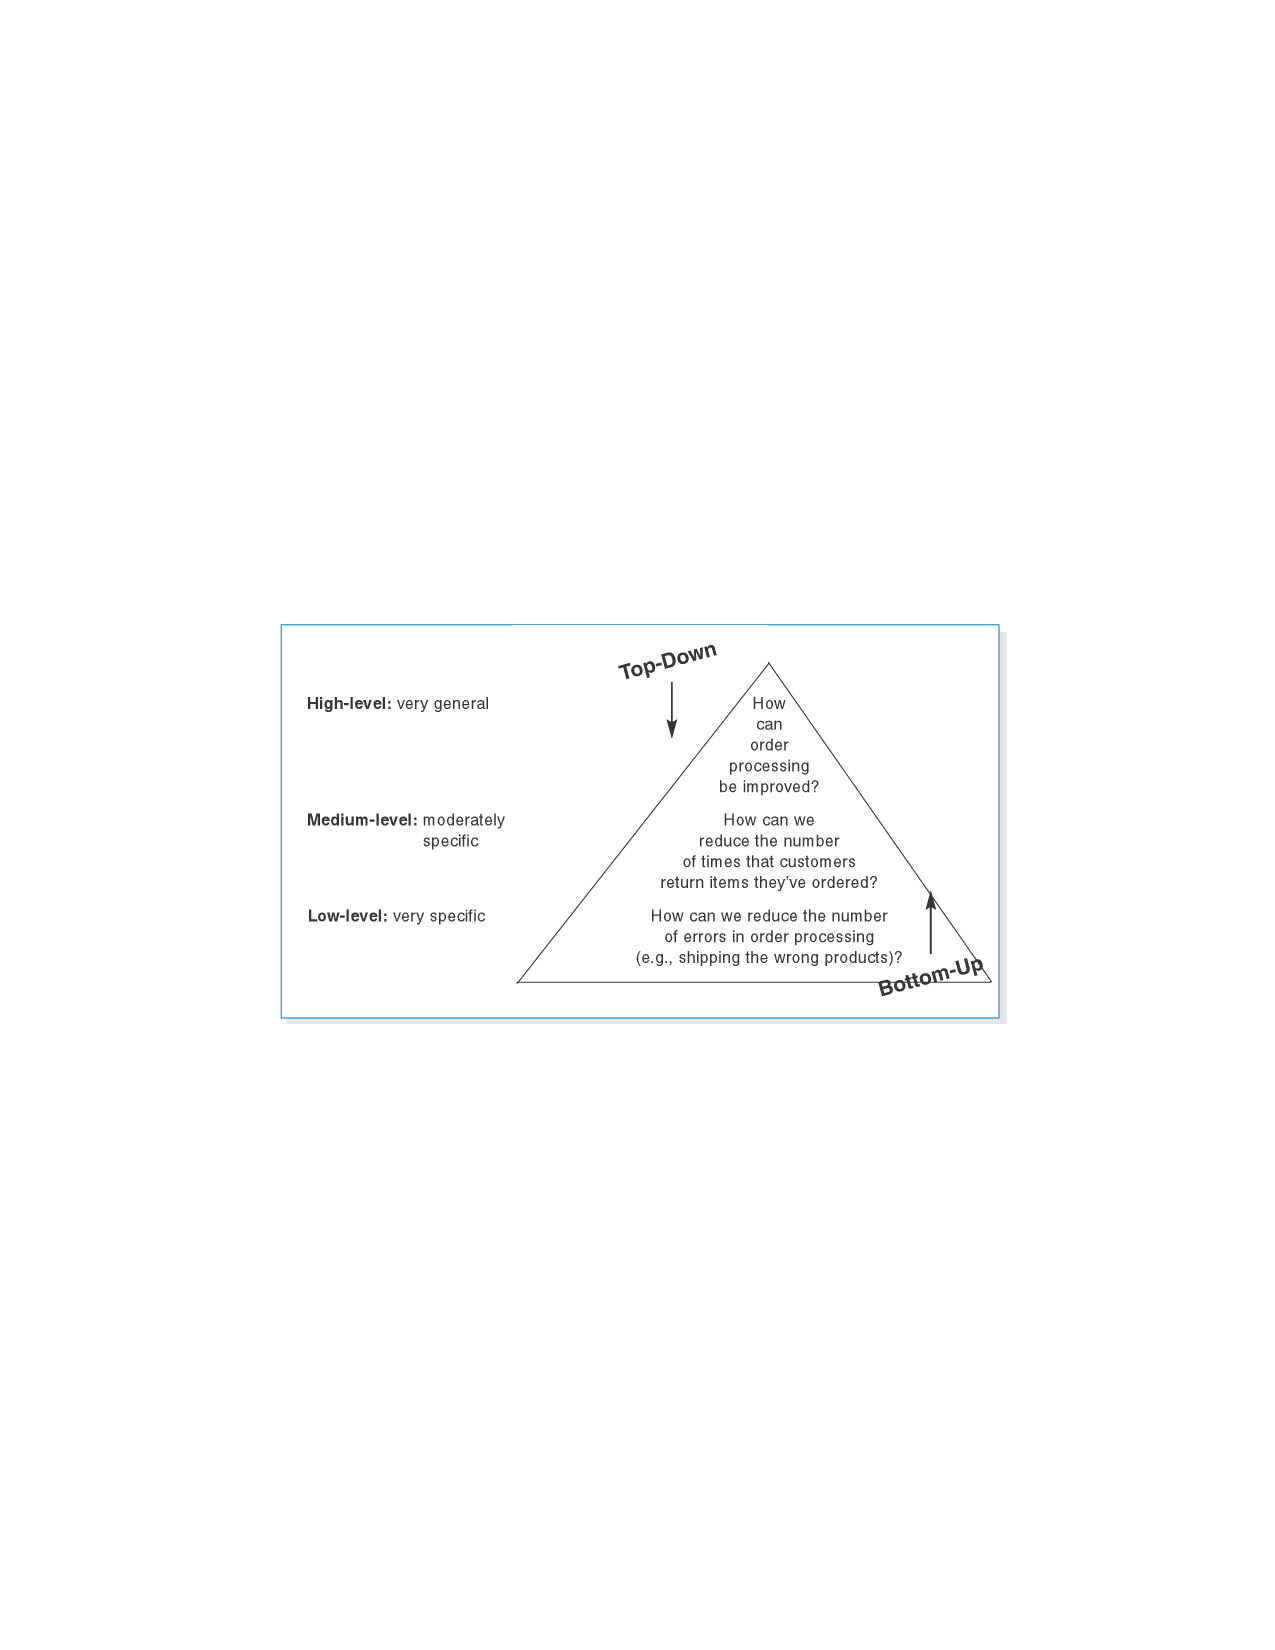 Top-Down
High-level: very general
How
can
order
processing
be improved?
Medium-level: moderately
specific
How can we
reduce the number
of times that customers
return items they’ve ordered?
Low-level: very specific
How can we reduce the number
of errors in order processing
(e.g., shipping the wrong products)?
Bottom-Up